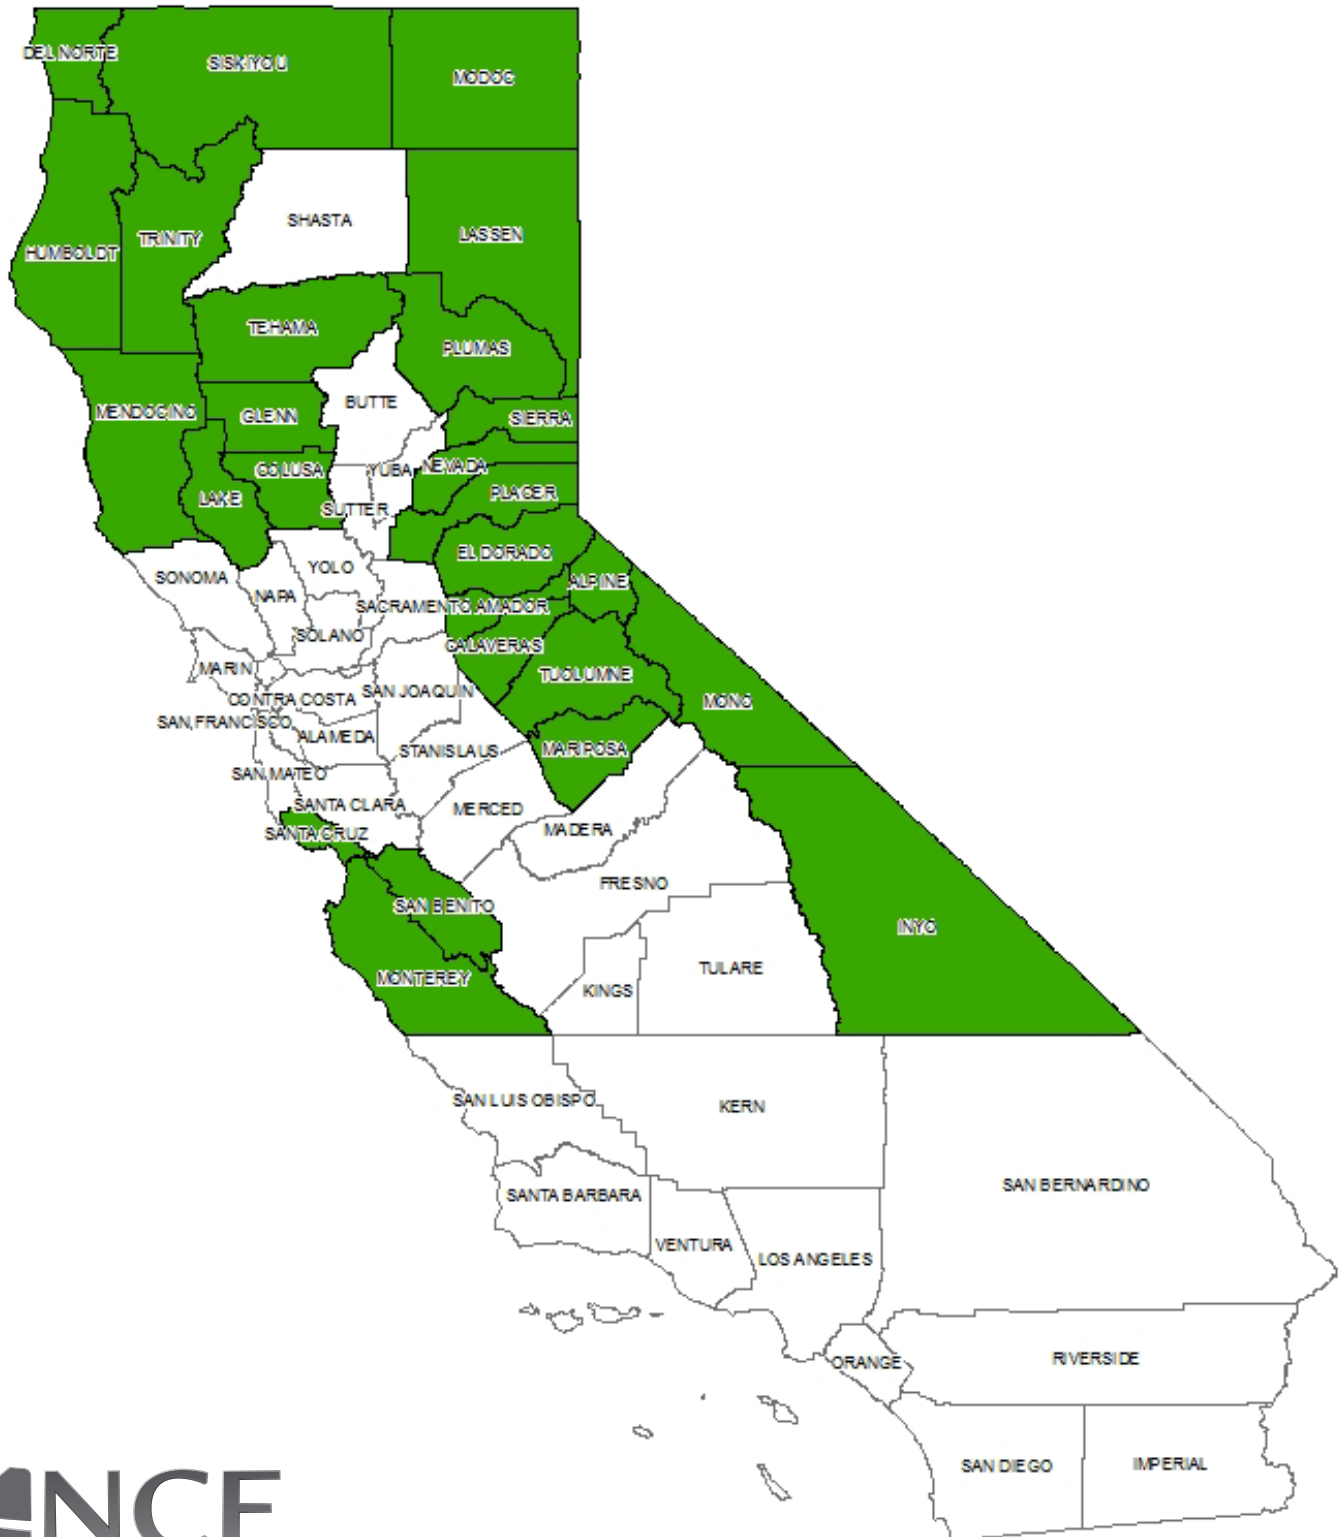 DEL NORTE
SISKIYOU
MODOC
SHASTA
HUMBOLDT
TRINITY
LASSEN
TEHAMA
PLUMAS
MENDOCINO
GLENN
BUTTE
SIERRA
COLUSA
YUBA
NEVADA
LAKE
SUTTER
PLACER
SONOMA
NAPA
YOLO
EL DORADO
ALPINE
SACRAMENTO
AMADOR
SOLANO
CALAVERAS
MARIN
CONTRA COSTA
SAN JOAQUIN
TUOLUMNE
MONO
SAN FRANCISCO
ALAMEDA
STANISLAUS
MARIPOSA
SAN MATEO
SANTA CLARA
MERCED
SANTA CRUZ
MADERA
FRESNO
SAN BENITO
INYO
MONTEREY
KINGS
TULARE
SAN LUIS OBISPO
KERN
SANTA BARBARA
SAN BERNARDINO
VENTURA
LOS ANGELES
ORANGE
RIVERSIDE
SAN DIEGO
IMPERIAL